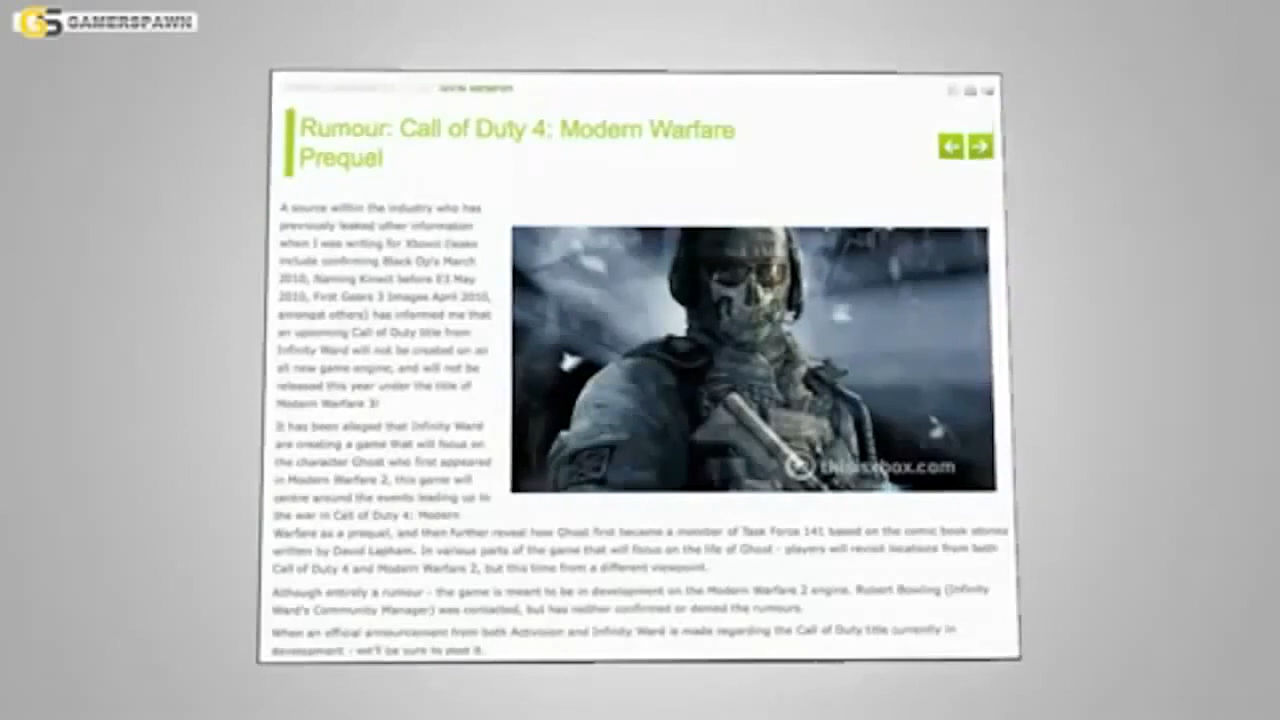 GS GAMERSPAWN
Rumour: Call of Duty 4: Modern Warfare
Prequel
A source within the industry who has
previously leaked other information
when I was writing for Xboxist (leaks
include confirming Black Op's March
2010, Naming Kinect before E3 May
2010, First Gears 3 Images April 2010,
amongst others) has informed me that
an upcoming Call of Duty title from
Infinity Ward will not be created on an
all new game engine, and will not be
released this year under the title of
Modern Warfare 3!
It has been alleged that Infinity Ward
are creating a game that will focus on
the character Ghost who first appeared
in Modern Warfare 2, this game will
centre around the events leading up to
the war in Call of Duty 4: Modern
thisisxbox.com
Warfare as a prequel, and then further reveal how Ghost first became a member of Task Force 141 based on the comic book stories
written by David Lapham. In various parts of the game that will focus on the life of Ghost - players will revisit locations from both
Call of Duty 4 and Modern Warfare 2, but this time from a different viewpoint.
Although entirely a rumour - the game is meant to be in development on the Modern Warfare 2 engine. Robert Bowling (Infinity
Ward's Community Manager) was contacted, but has neither confirmed or denied the rumours.
When an official announcement from both Activision and Infinity Ward is made regarding the Call of Duty title currently in
development - we'll be sure to post it.